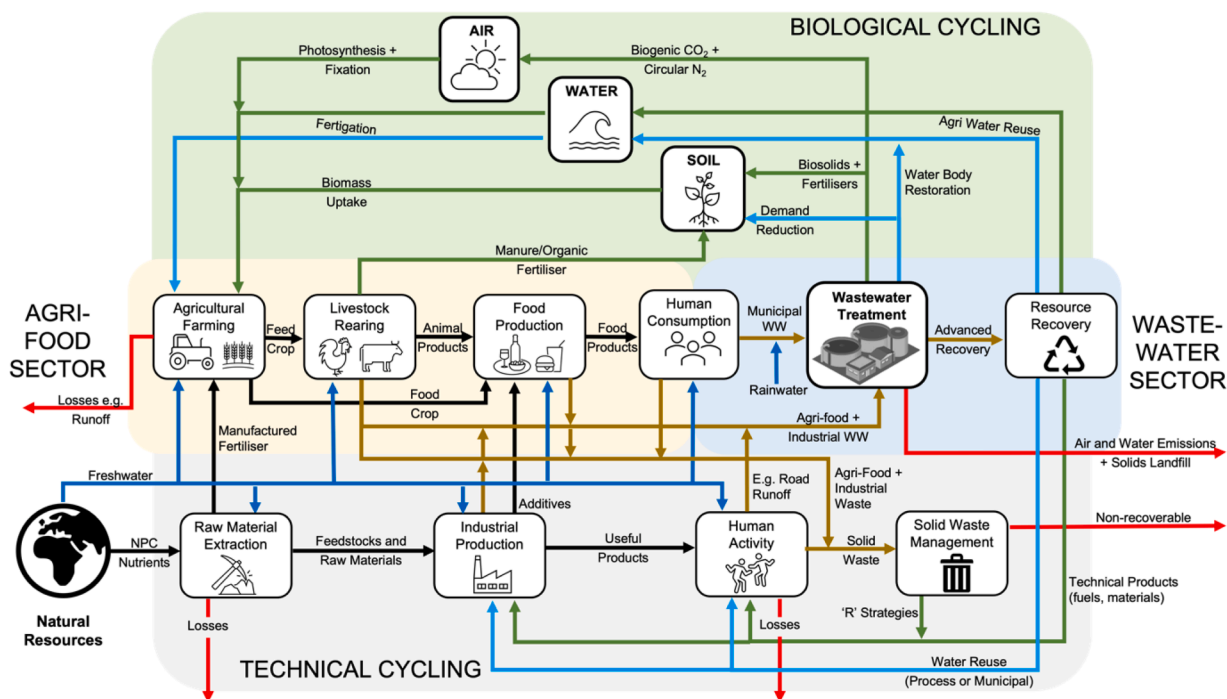 BIOLOGICAL CYCLING
AIR
Photosynthesis +
Fixation
Biogenic CO₂ +
Circular N₂
WATER
Fertigation
Agri Water Reuse
SOIL
Biomass
Uptake
Biosolids +
Fertilisers
Water Body
Restoration
Demand
Reduction
Manure/Organic
Fertiliser
AGRI-
FOOD
SECTOR
Agricultural
Farming
Feed
Crop
Livestock
Rearing
Animal
Products
Food
Production
Food
Products
Human
Consumption
Municipal
WW
Rainwater
Wastewater
Treatment
Advanced
Recovery
Resource
Recovery
WASTE-
WATER
SECTOR
Losses e.g.
Runoff
Food
Crop
Manufactured
Fertiliser
Agri-food +
Industrial WW
Air and Water Emissions
+ Solids Landfill
Freshwater
Additives
E.g. Road
Runoff
Agri-Food +
Industrial
Waste
Non-recoverable
NPC
Nutrients
Raw Material
Extraction
Feedstocks and
Raw Materials
Industrial
Production
Useful
Products
Human
Activity
Solid
Waste
Solid Waste
Management
Technical Products
(fuels, materials)
Natural
Resources
Losses
Losses
‘R’ Strategies
TECHNICAL CYCLING
Water Reuse
(Process or Municipal)